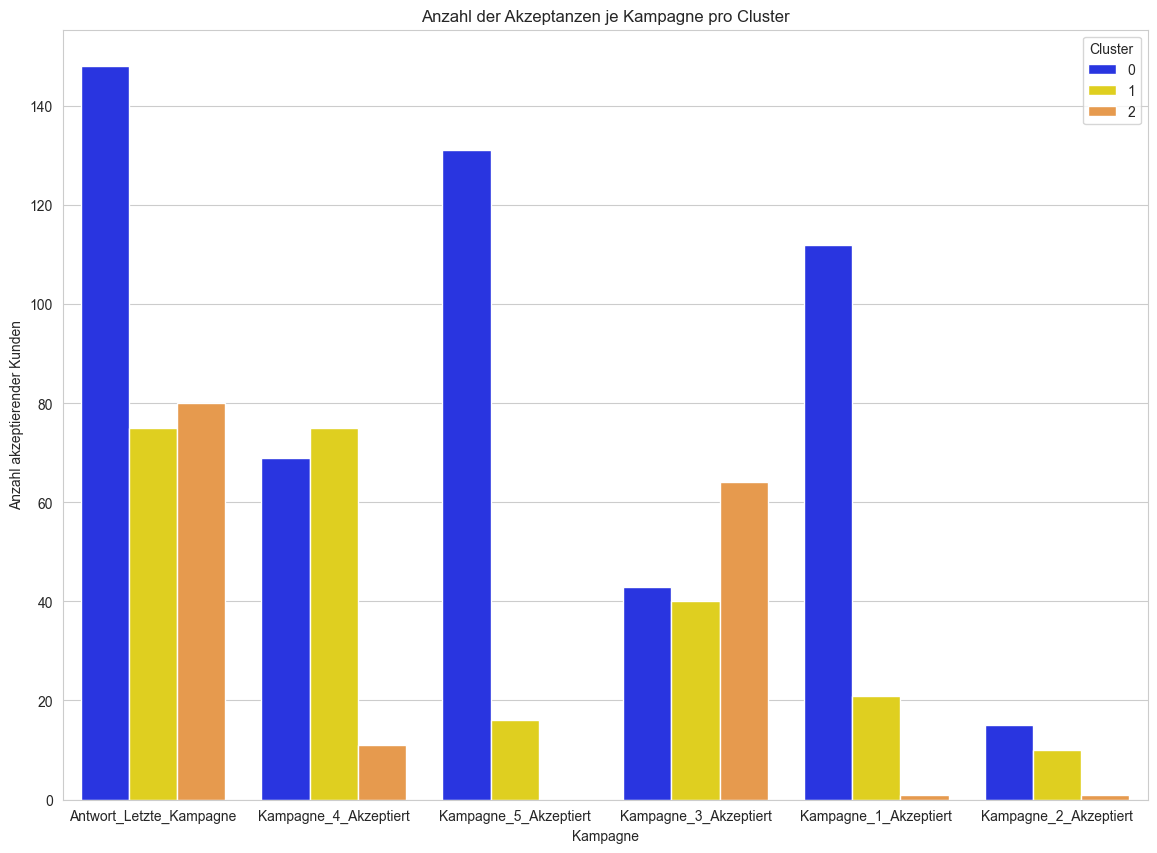 Anzahl der Akzeptanzen je Kampagne pro Cluster
Cluster
0
1
2
140
120
100
80
60
40
20
0
Anzahl akzeptierender Kunden
Antwort_Letzte_Kampagne Kampagne_4_Akzeptiert Kampagne_5_Akzeptiert Kampagne_3_Akzeptiert Kampagne_1_Akzeptiert Kampagne_2_Akzeptiert
Kampagne